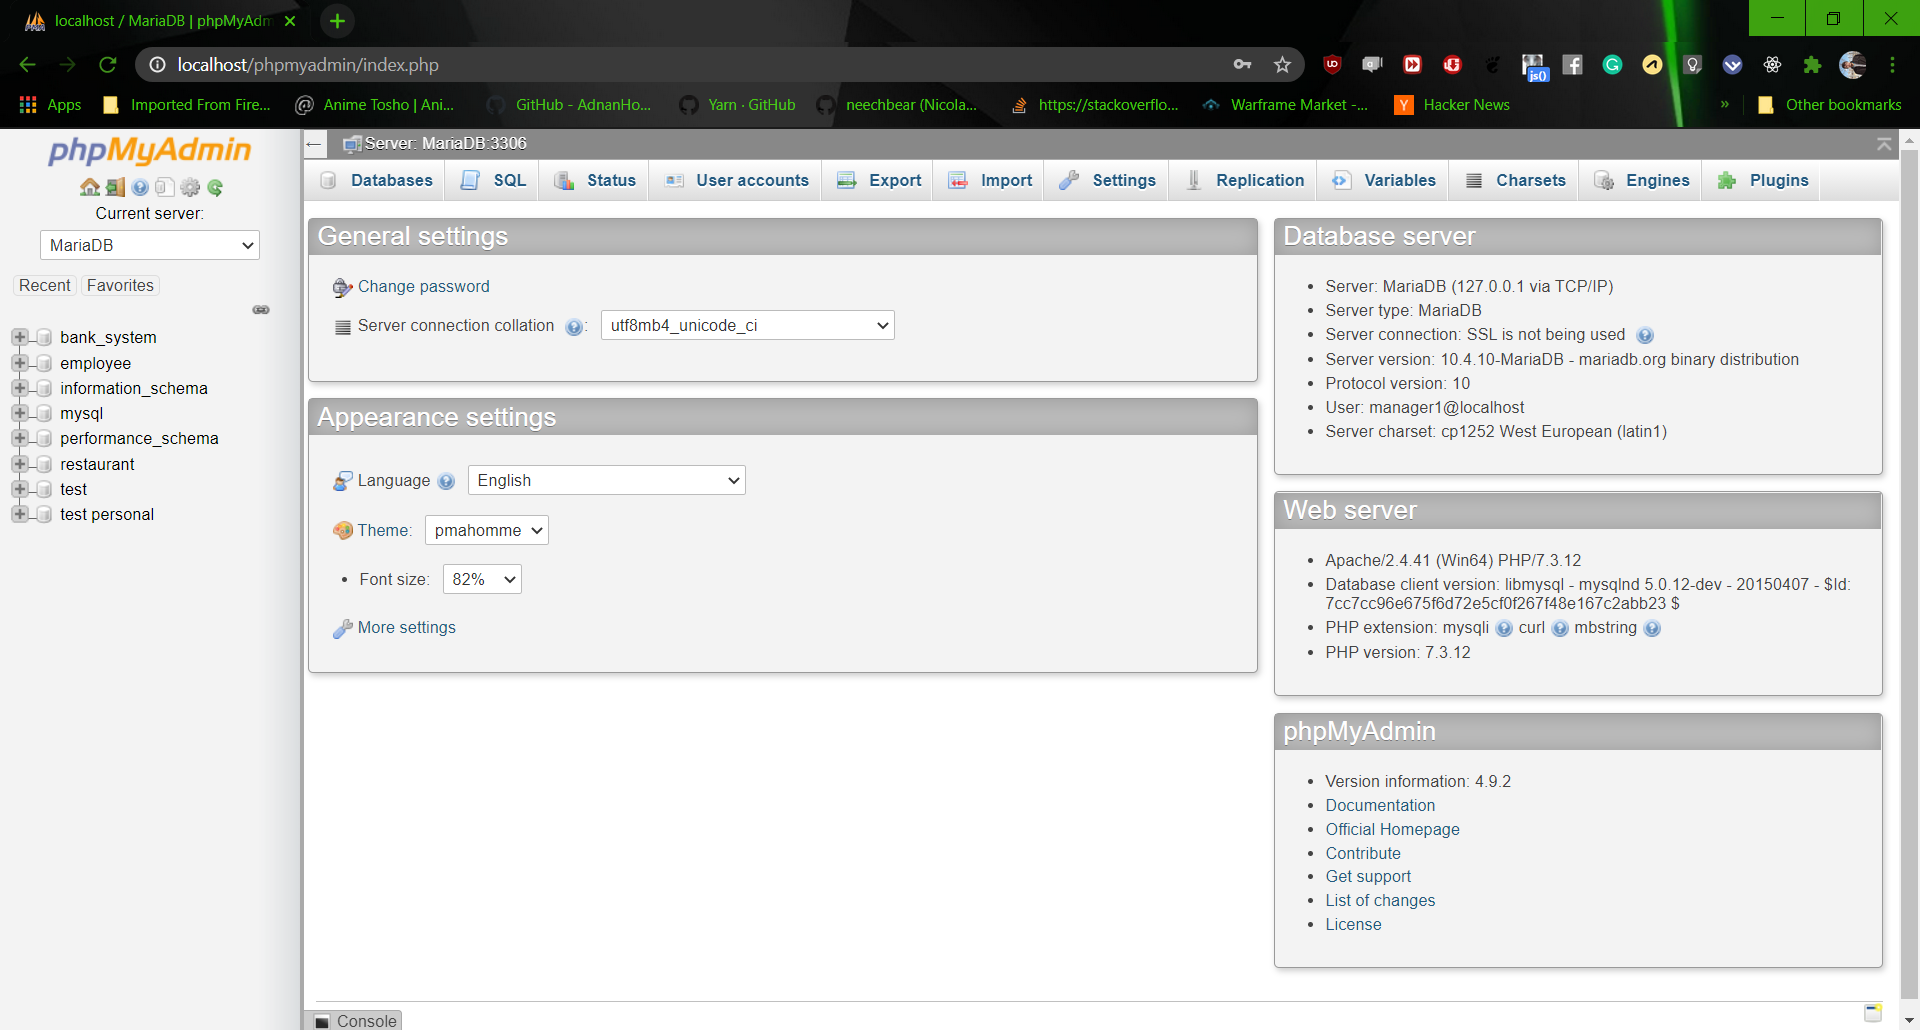 localhost / MariaDB | phpMyAdm
localhost/phpmyadmin/index.php
Apps
Imported From Fire...
Anime Tosho | Ani...
GitHub - AdnanHo...
Yarn · GitHub
neechbear (Nicola...
https://stackoverflo...
Warframe Market -...
Hacker News
»
Other bookmarks
phpMyAdmin
Current server:
MariaDB
Recent Favorites
bank_system
employee
information_schema
mysql
performance_schema
restaurant
test
test personal
Server: MariaDB:3306
Databases
SQL
Status
User accounts
Export
Import
Settings
Replication
Variables
Charsets
Engines
Plugins
General settings
Change password
Server connection collation : utf8mb4_unicode_ci
Appearance settings
Language English
Theme: pmahomme
• Font size: 82%
More settings
Database server
• Server: MariaDB (127.0.0.1 via TCP/IP)
• Server type: MariaDB
• Server connection: SSL is not being used
• Server version: 10.4.10-MariaDB - mariadb.org binary distribution
• Protocol version: 10
• User: manager1@localhost
• Server charset: cp1252 West European (latin1)
Web server
• Apache/2.4.41 (Win64) PHP/7.3.12
• Database client version: libmysql - mysqlnd 5.0.12-dev - 20150407 - $Id:
7cc7cc96e675f6d72e5cf0f267f48e167c2abb23 $
• PHP extension: mysqli curl mbstring
• PHP version: 7.3.12
phpMyAdmin
• Version information: 4.9.2
• Documentation
• Official Homepage
• Contribute
• Get support
• List of changes
• License
Console